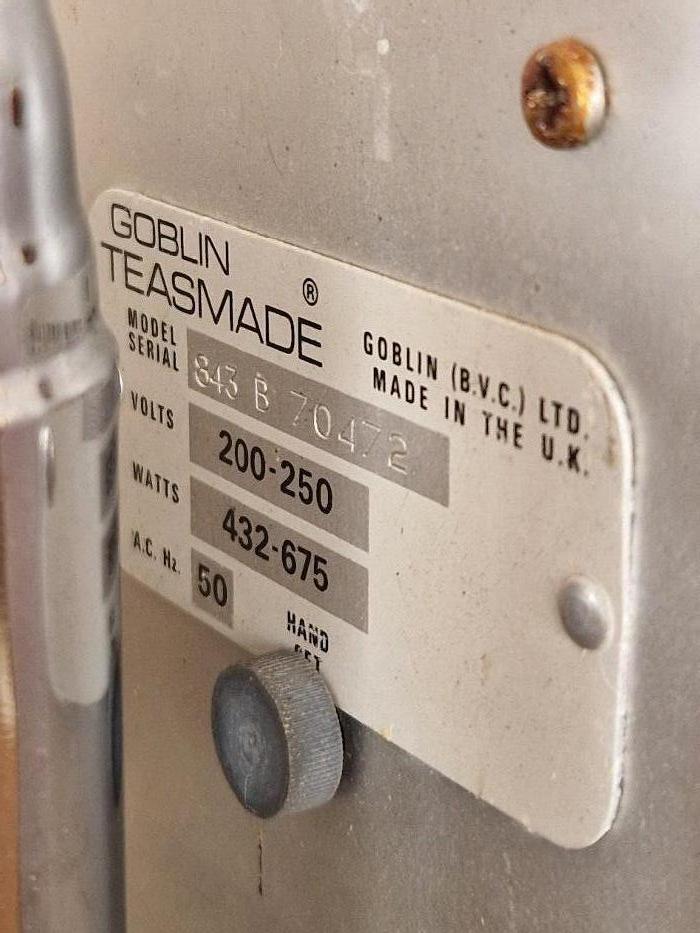 GOBLIN
TEASMADE ®
GOBLIN (B.V.C.) LTD.
MADE IN THE U.K.
MODEL
SERIAL
843 B 70472
VOLTS
200-250
WATTS
432-675
A.C. Hz.
50
HAND
SET